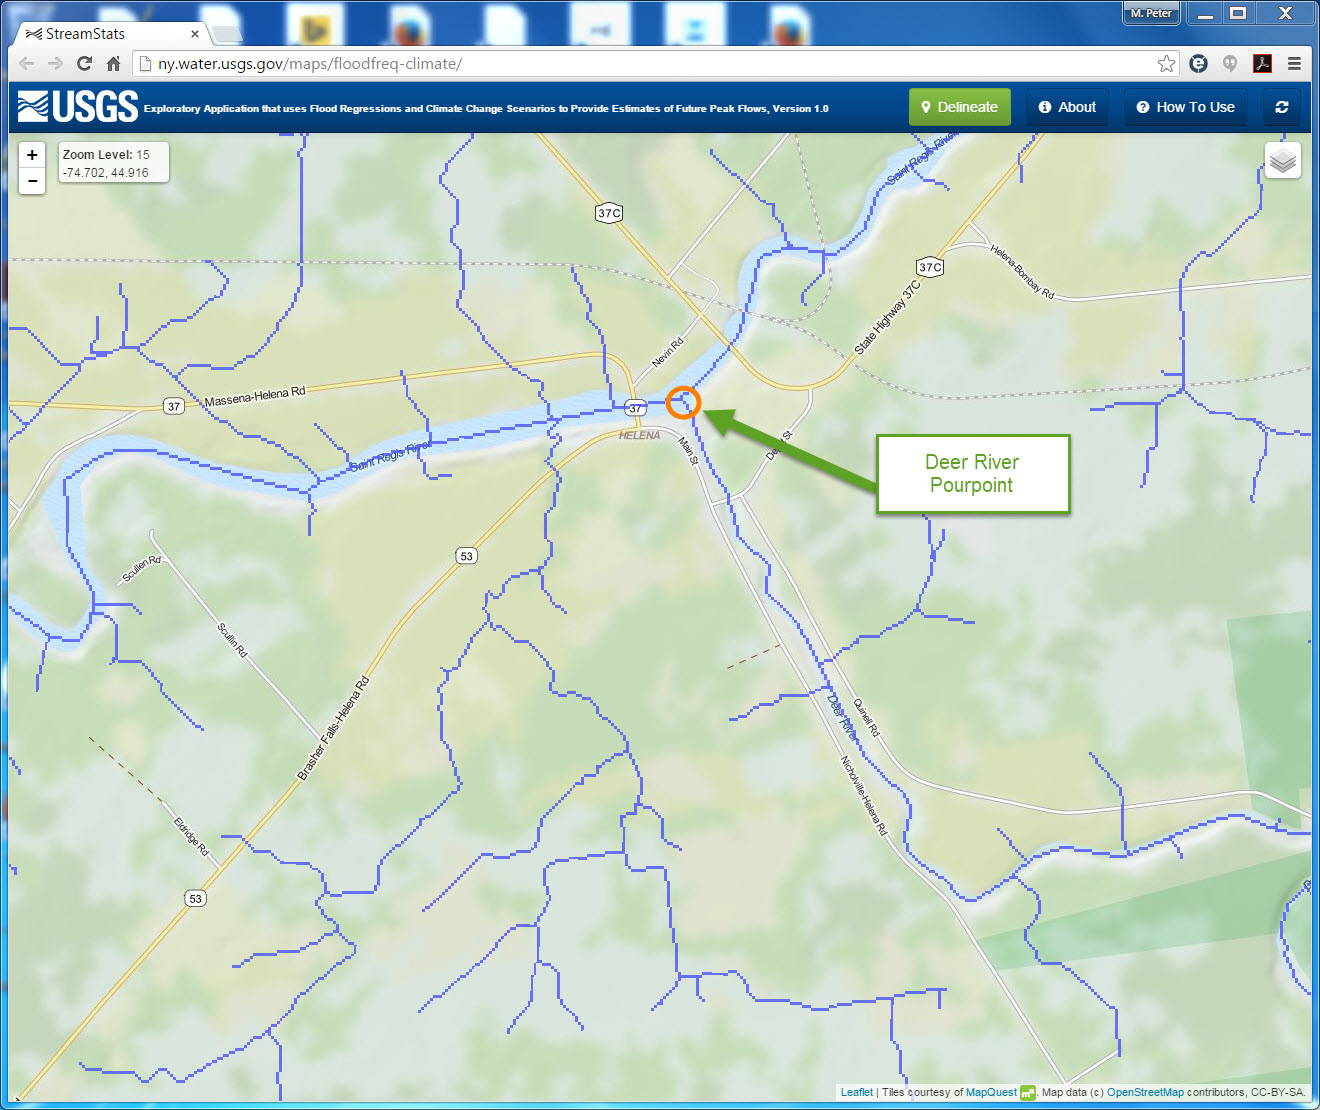 M. Peter
StreamStats
ny.water.usgs.gov/maps/floodfreq-climate/
USGS
Exploratory Application that uses Flood Regressions and Climate Change Scenarios to Provide Estimates of Future Peak Flows, Version 1.0
Delineate
About
How To Use
+
Zoom Level: 15
-74.702, 44.916
−
Saint Regis River
37C
37C
Helena-Bombay Rd
State Highway 37C
Nevin Rd
Massena-Helena Rd
37
37
HELENA
Main St
Saint Regis River
Deer River
Pourpoint
53
Scullen Rd
Scullin Rd
Brasher Falls-Helena Rd
Deer River
Quinell Rd
Nicholville-Helena Rd
Eldridge Rd
53
Leaflet | Tiles courtesy of MapQuest. Map data (c) OpenStreetMap contributors, CC-BY-SA.